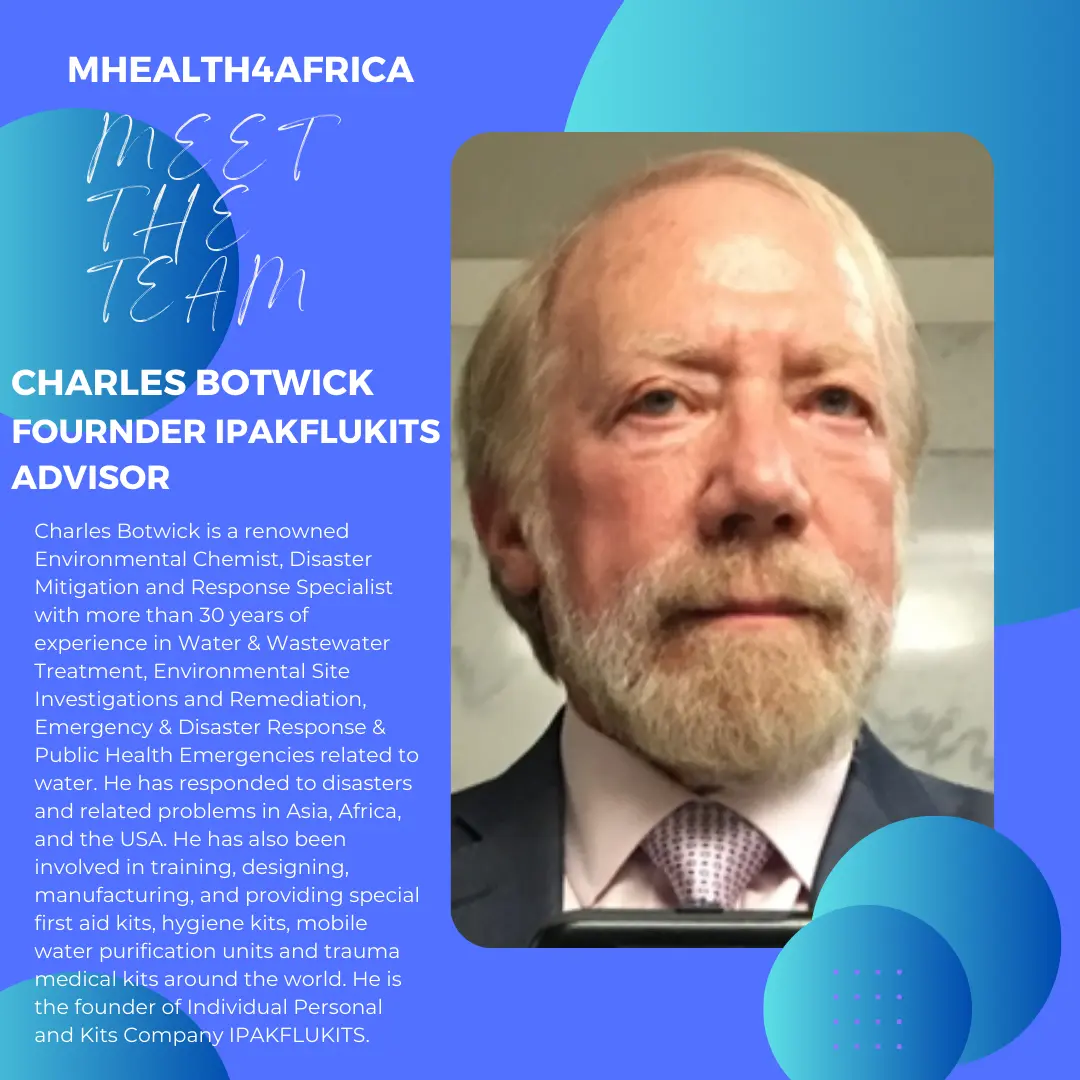 MHEALTH4AFRICA
MEET
THE
TEAM
CHARLES BOTWICK
FOURNDER IPAKFLUKITS
ADVISOR
Charles Botwick is a renowned
Environmental Chemist, Disaster
Mitigation and Response Specialist
with more than 30 years of
experience in Water & Wastewater
Treatment, Environmental Site
Investigations and Remediation,
Emergency & Disaster Response &
Public Health Emergencies related to
water. He has responded to disasters
and related problems in Asia, Africa,
and the USA. He has also been
involved in training, designing,
manufacturing, and providing special
first aid kits, hygiene kits, mobile
water purification units and trauma
medical kits around the world. He is
the founder of Individual Personal
and Kits Company IPAKFLUKITS.